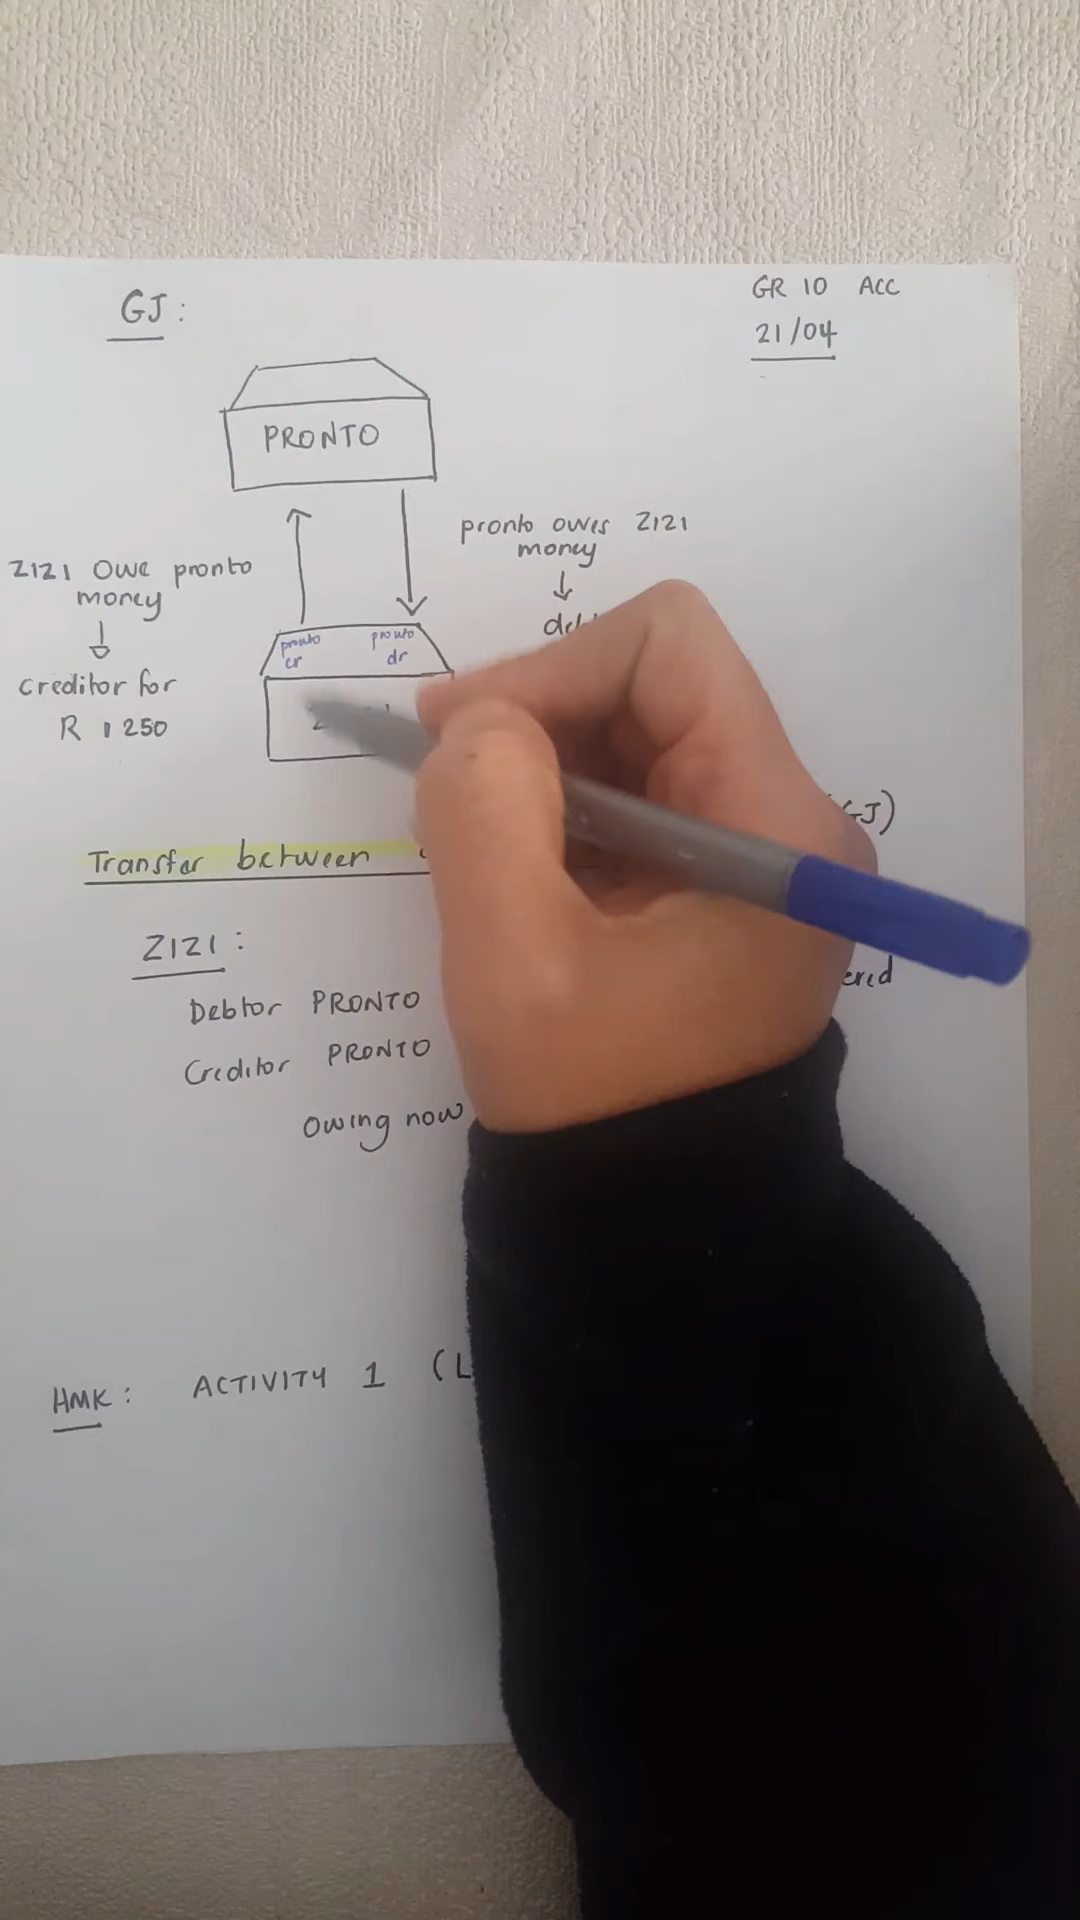 GJ:
GR 10 ACC
21/04
PRONTO
pronto owes ZIZI
money
ZIZI Owe pronto
money
pronto
cr
pronto
dr
creditor for
R 1 250
GJ)
Transfer between
ZIZI:
Debtor PRONTO
Creditor PRONTO
Owing now
HMK: ACTIVITY 1 (L